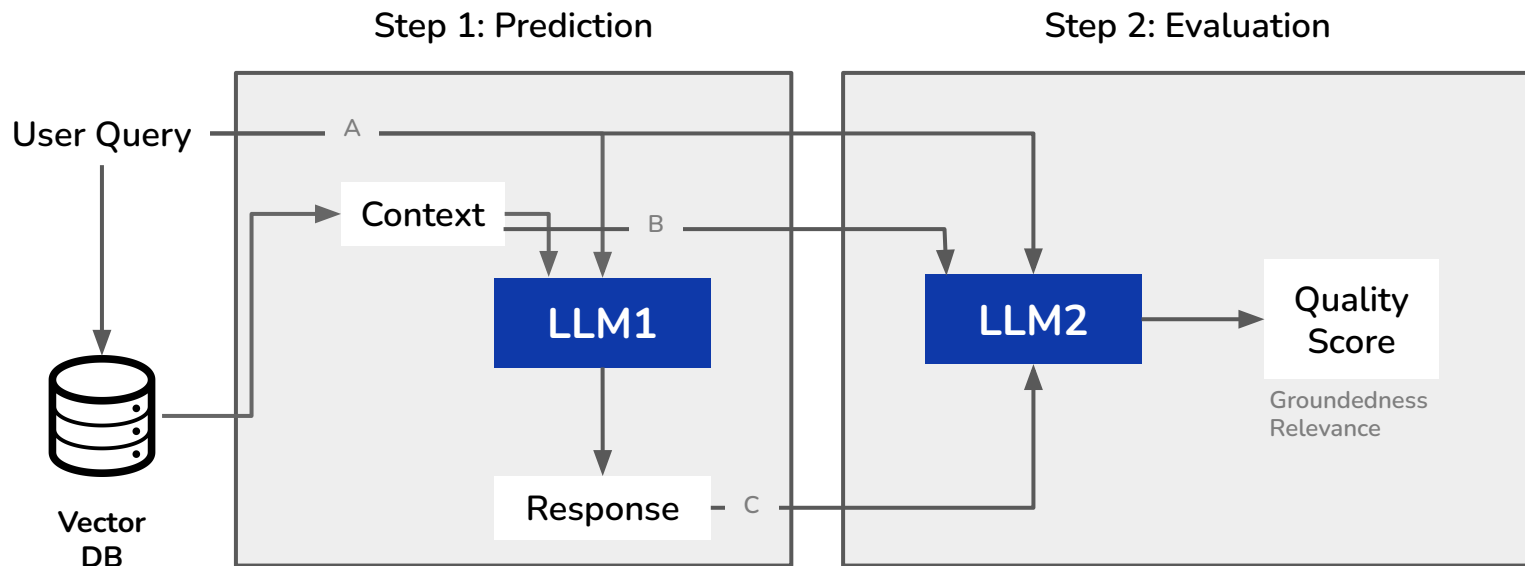 Step 1: Prediction
Step 2: Evaluation
User Query
A
Context
B
LLM1
LLM2
Quality
Score
Groundedness
Relevance
Response
C
Vector
DB